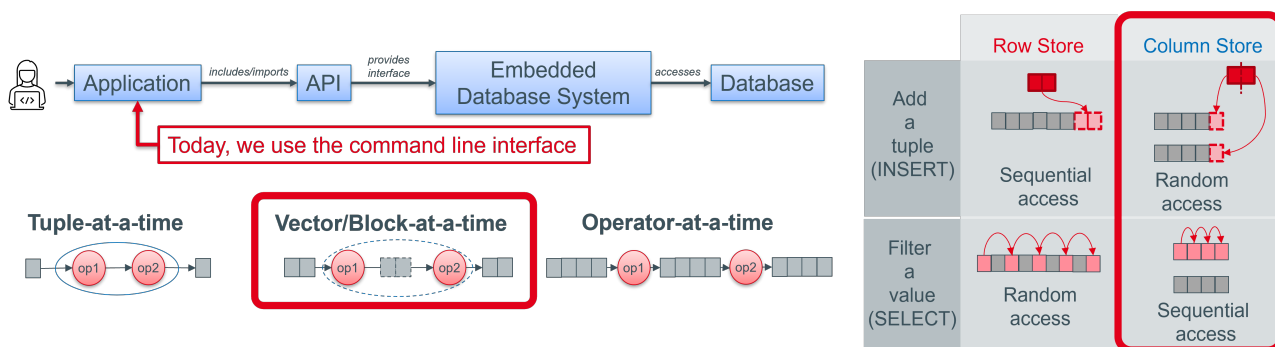 Application
includes/imports
API
provides
interface
Embedded
Database System
accesses
Database
Today, we use the command line interface
Tuple-at-a-time
op1
op2
Vector/Block-at-a-time
op1
op2
Operator-at-a-time
op1
op2
Row Store
Column Store
Add
a
tuple
(INSERT)
Sequential
access
Random
access
Filter
a
value
(SELECT)
Random
access
Sequential
access